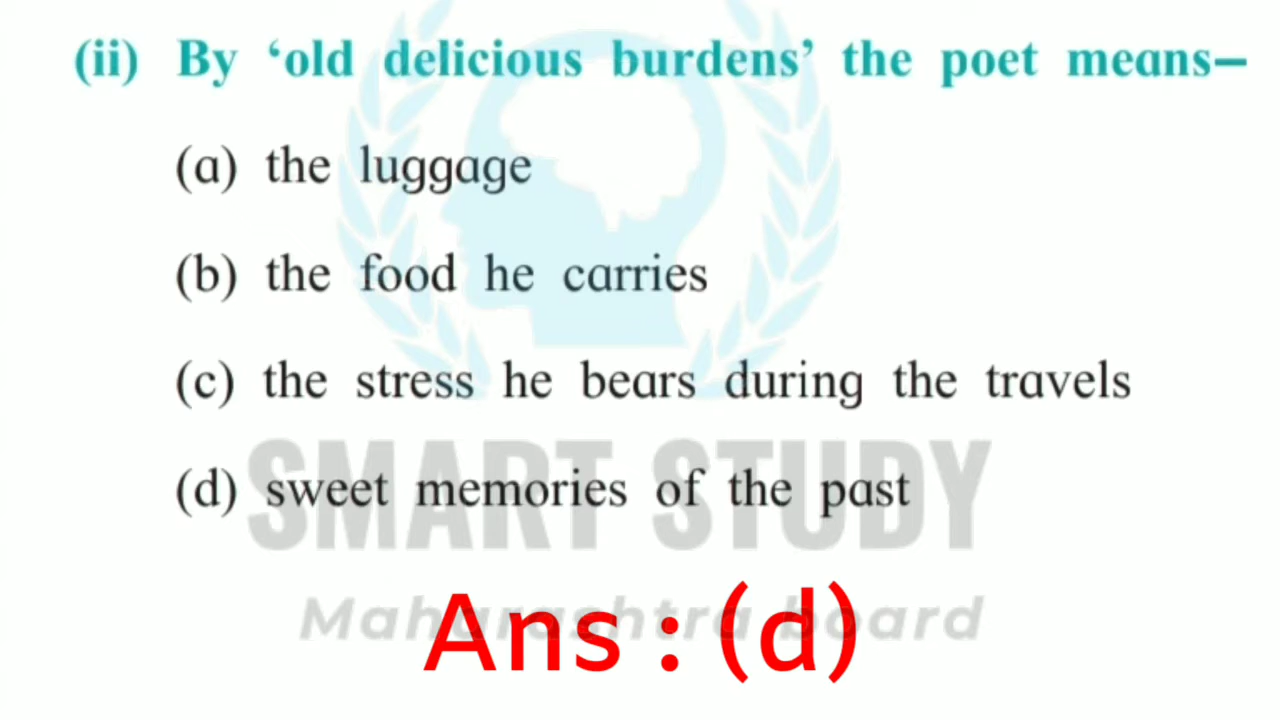 (ii) By ‘old delicious burdens’ the poet means–
(a) the luggage
(b) the food he carries
(c) the stress he bears during the travels
(d) sweet memories of the past
SMART STUDY
Maharashtra board
Ans : (d)